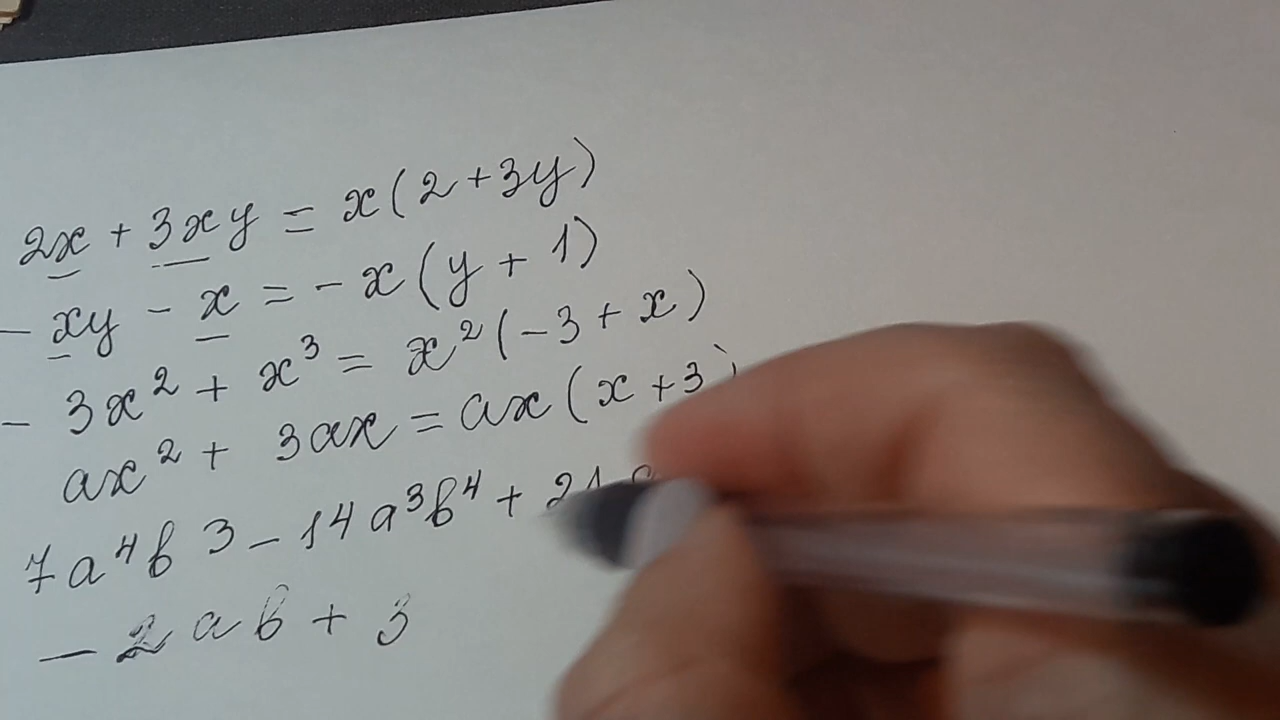 2x + 3xy = x(2 + 3y)
- xy - x = - x(y + 1)
- 3x² + x³ = x²(-3 + x)
ax² + 3ax = ax(x + 3)
7a⁴b³ - 14a³b⁴ + 21
- 2ab + 3